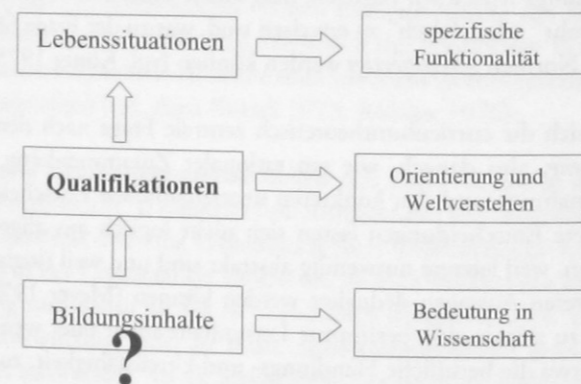 Lebenssituationen
spezifische
Funktionalität
Qualifikationen
Orientierung und
Weltverstehen
Bildungsinhalte
Bedeutung in
Wissenschaft
?